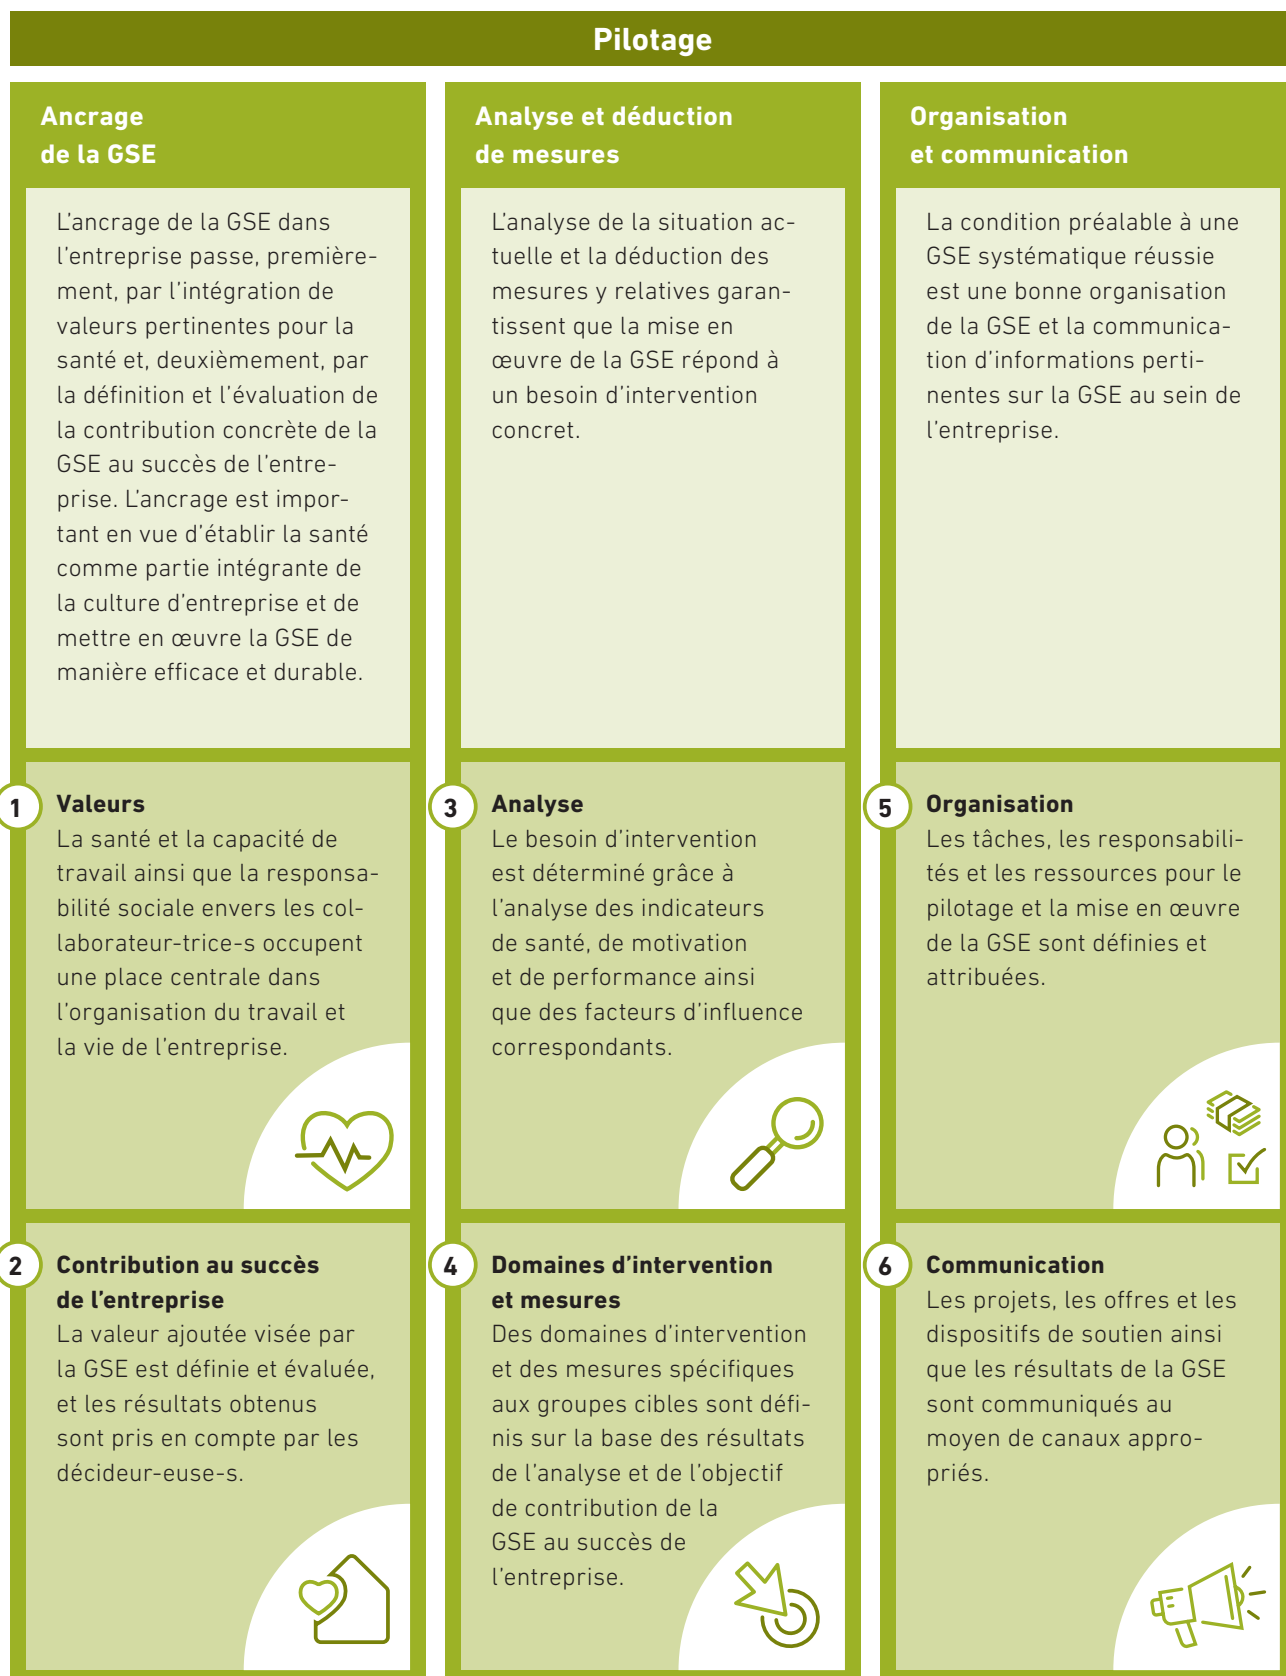 Pilotage
Ancrage
de la GSE
L’ancrage de la GSE dans
l’entreprise passe, première-
ment, par l’intégration de
valeurs pertinentes pour la
santé et, deuxièmement, par
la définition et l’évaluation de
la contribution concrète de la
GSE au succès de l’entre-
prise. L’ancrage est impor-
tant en vue d’établir la santé
comme partie intégrante de
la culture d’entreprise et de
mettre en œuvre la GSE de
manière efficace et durable.
1
Valeurs
La santé et la capacité de
travail ainsi que la responsa-
bilité sociale envers les col-
laborateur-trice-s occupent
une place centrale dans
l’organisation du travail et
la vie de l’entreprise.
2
Contribution au succès
de l’entreprise
La valeur ajoutée visée par
la GSE est définie et évaluée,
et les résultats obtenus
sont pris en compte par les
décideur-euse-s.
Analyse et déduction
de mesures
L’analyse de la situation ac-
tuelle et la déduction des
mesures y relatives garan-
tissent que la mise en
œuvre de la GSE répond à
un besoin d’intervention
concret.
3
Analyse
Le besoin d’intervention
est déterminé grâce à
l’analyse des indicateurs
de santé, de motivation
et de performance ainsi
que des facteurs d’influence
correspondants.
4
Domaines d’intervention
et mesures
Des domaines d’intervention
et des mesures spécifiques
aux groupes cibles sont défi-
nis sur la base des résultats
de l’analyse et de l’objectif
de contribution de la
GSE au succès de
l’entreprise.
Organisation
et communication
La condition préalable à une
GSE systématique réussie
est une bonne organisation
de la GSE et la communica-
tion d’informations perti-
nentes sur la GSE au sein de
l’entreprise.
5
Organisation
Les tâches, les responsabili-
tés et les ressources pour le
pilotage et la mise en œuvre
de la GSE sont définies et
attribuées.
6
Communication
Les projets, les offres et les
dispositifs de soutien ainsi
que les résultats de la GSE
sont communiqués au
moyen de canaux appro-
priés.